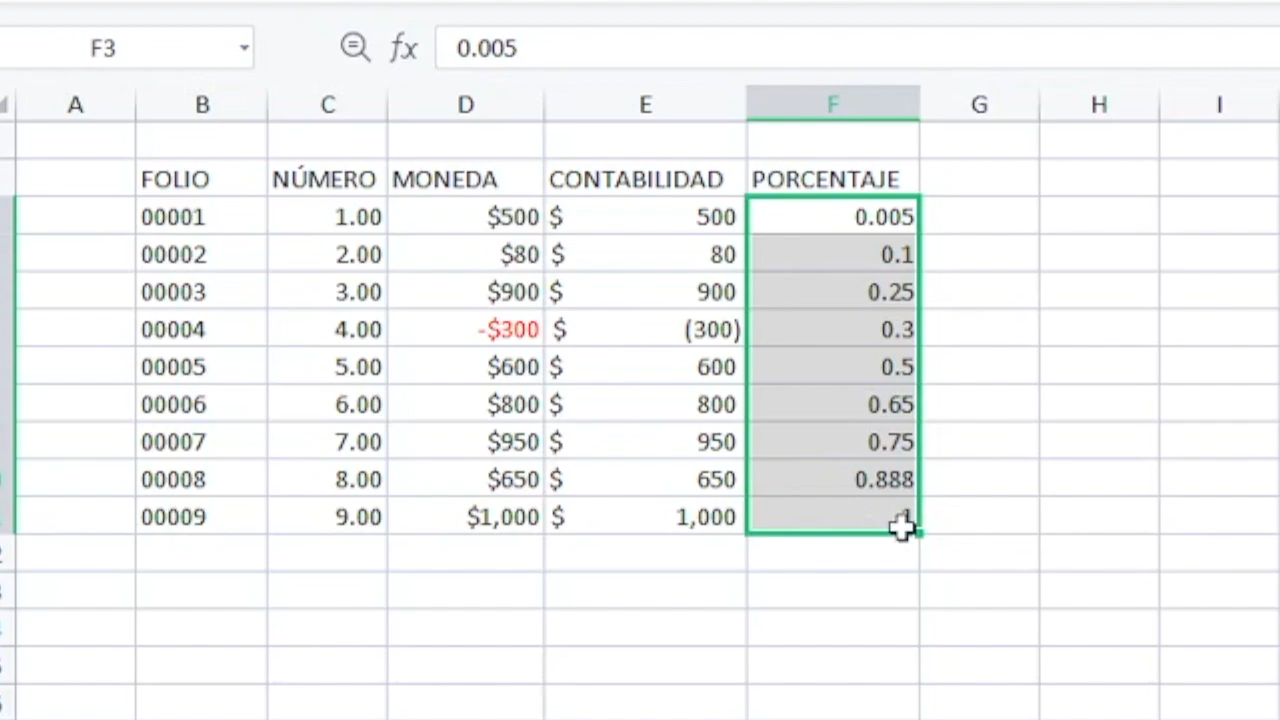 F3 fx 0.005
A B C D E F G H I
FOLIO NÚMERO MONEDA CONTABILIDAD PORCENTAJE
00001 1.00 $500 $ 500 0.005
00002 2.00 $80 $ 80 0.1
00003 3.00 $900 $ 900 0.25
00004 4.00 -$300 $ (300) 0.3
00005 5.00 $600 $ 600 0.5
00006 6.00 $800 $ 800 0.65
00007 7.00 $950 $ 950 0.75
00008 8.00 $650 $ 650 0.888
00009 9.00 $1,000 $ 1,000 1